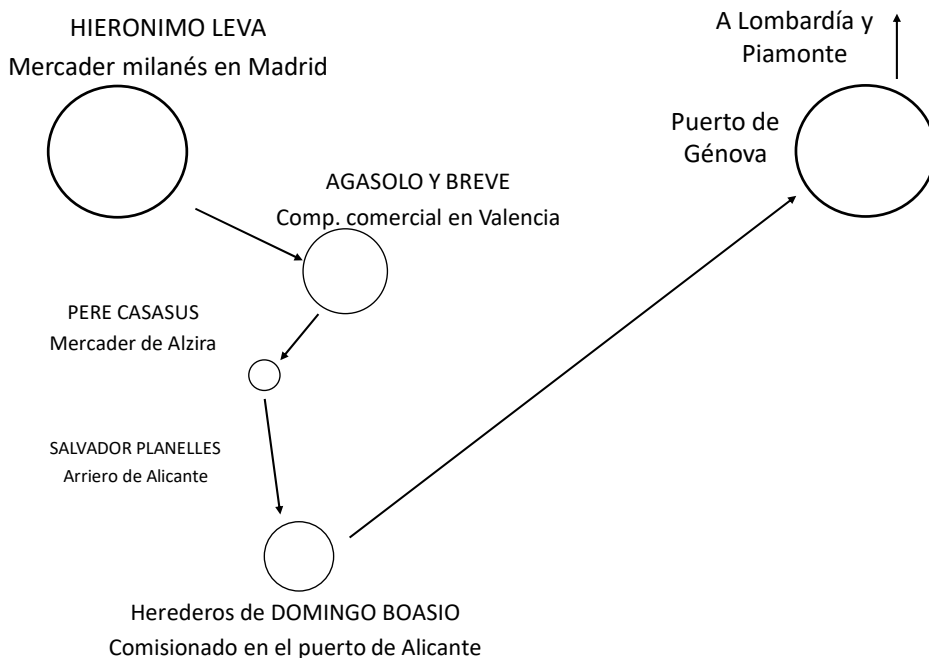 HIERONIMO LEVA
Mercader milanés en Madrid
A Lombardía y
Piamonte
Puerto de
Génova
AGASOLO Y BREVE
Comp. comercial en Valencia
PERE CASASUS
Mercader de Alzira
SALVADOR PLANELLES
Arriero de Alicante
Herederos de DOMINGO BOASIO
Comisionado en el puerto de Alicante